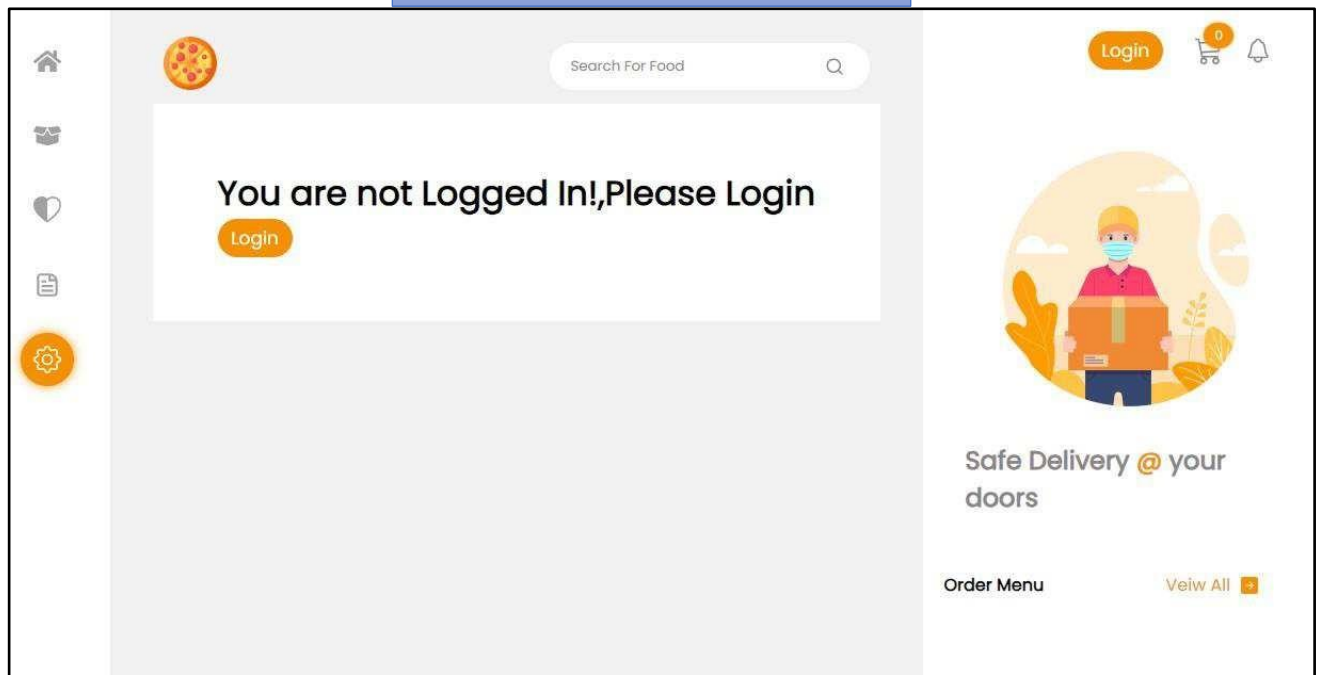 Search For Food
Login
0
You are not Logged In!,Please Login
Login
Safe Delivery @ your
doors
Order Menu
Veiw All